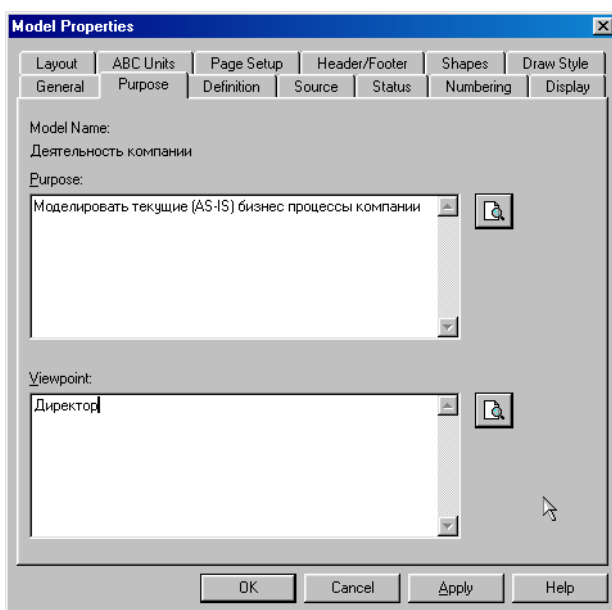 Model Properties
Layout ABC Units Page Setup Header/Footer Shapes Draw Style
General Purpose Definition Source Status Numbering Display
Model Name:
Деятельность компании
Purpose:
Моделировать текущие (AS-IS) бизнес процессы компании
Viewpoint:
Директор
OK Cancel Apply Help